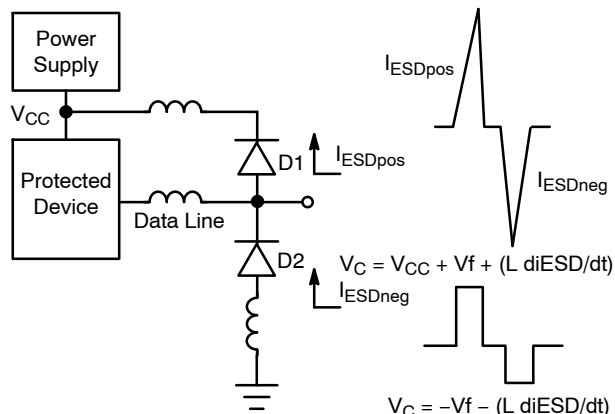 Power
Supply
V_CC
Protected
Device
Data Line
D1
I_ESDpos
D2
I_ESDneg
I_ESDpos
I_ESDneg
V_C = V_CC + Vf + (L diESD/dt)
V_C = −Vf − (L diESD/dt)